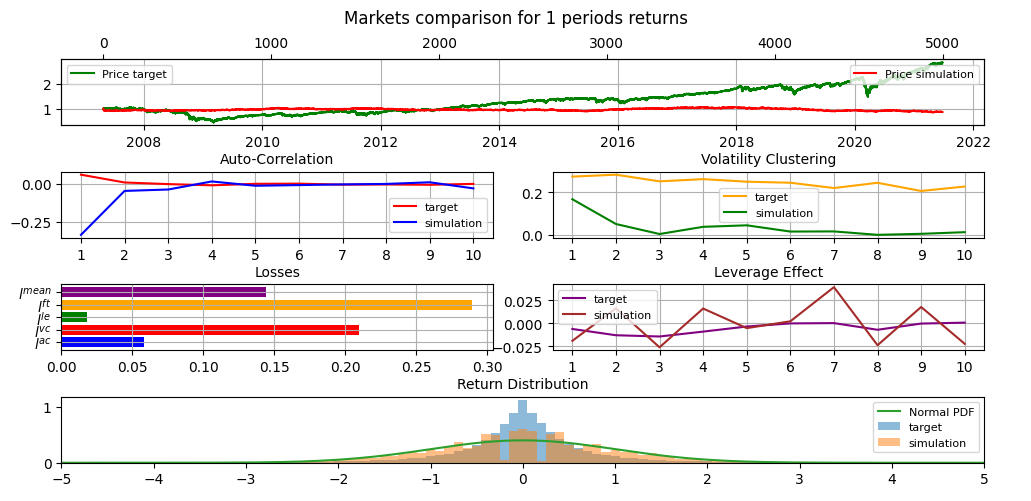 Markets comparison for 1 periods returns
0 1000 2000 3000 4000 5000
Price target
Price simulation
2
1
2008 2010 2012 2014 2016 2018 2020 2022
Auto-Correlation
0.00
−0.25
target
simulation
1 2 3 4 5 6 7 8 9 10
Volatility Clustering
0.2
0.0
target
simulation
1 2 3 4 5 6 7 8 9 10
Losses
l^mean
l^ft
l^le
l^vc
l^ac
0.00 0.05 0.10 0.15 0.20 0.25 0.30
Leverage Effect
0.025
0.000
−0.025
target
simulation
1 2 3 4 5 6 7 8 9 10
Return Distribution
1
0
Normal PDF
target
simulation
−5 −4 −3 −2 −1 0 1 2 3 4 5